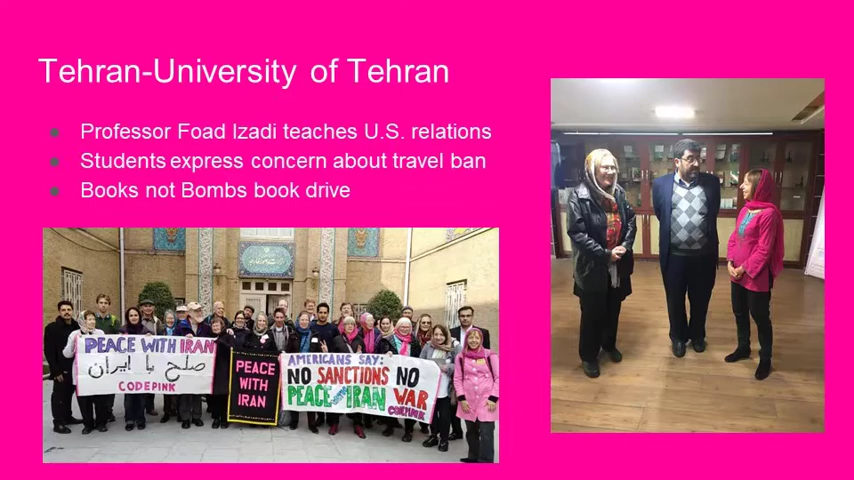 Tehran-University of Tehran
Professor Foad Izadi teaches U.S. relations
Students express concern about travel ban
Books not Bombs book drive
PEACE WITH IRAN
صلح با ایران
CODEPINK
PEACE
WITH
IRAN
AMERICANS SAY:
NO SANCTIONS NO
PEACE WITH IRAN WAR
CODEPINK